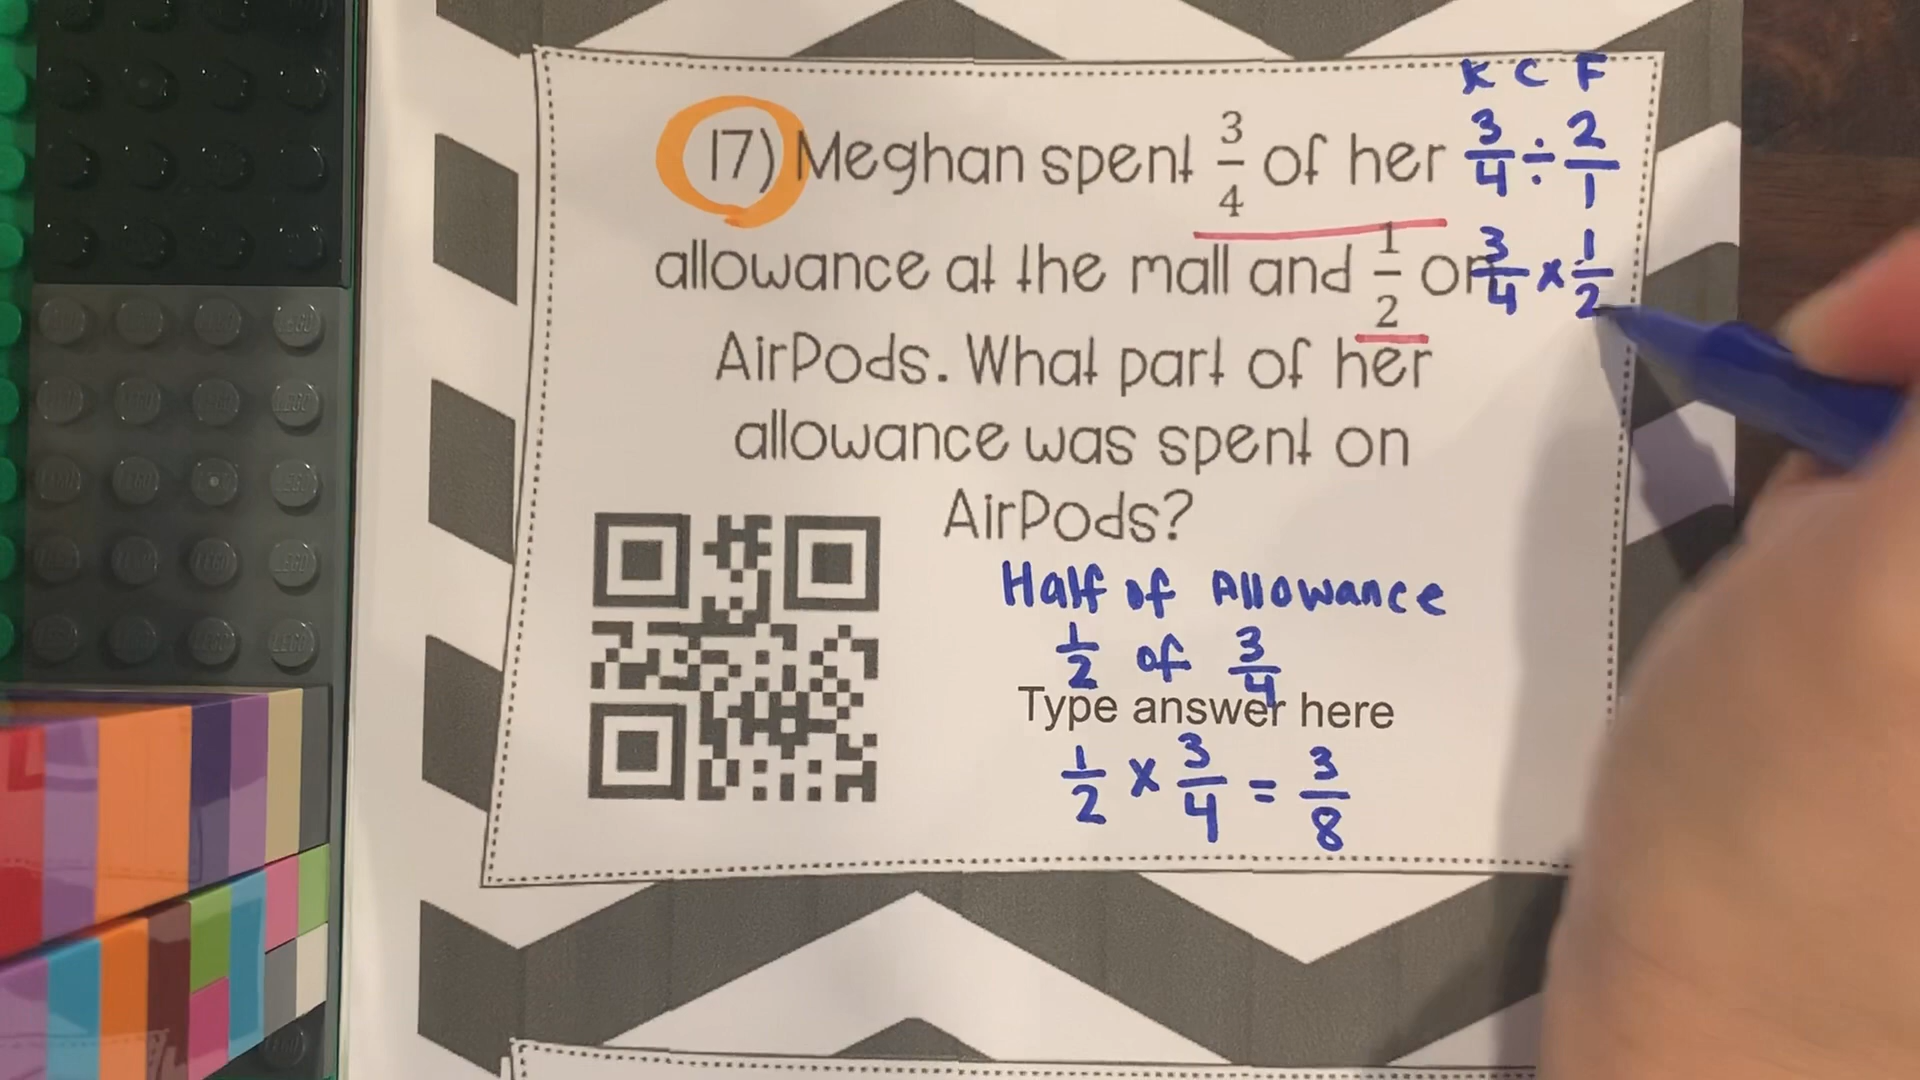 K C F
17) Meghan spent 3/4 of her
3/4 ÷ 2/1
allowance at the mall and 1/2 on
3/4 x 1/2
AirPods. What part of her
allowance was spent on
AirPods?
Half of Allowance
1/2 of 3/4
Type answer here
1/2 x 3/4 = 3/8